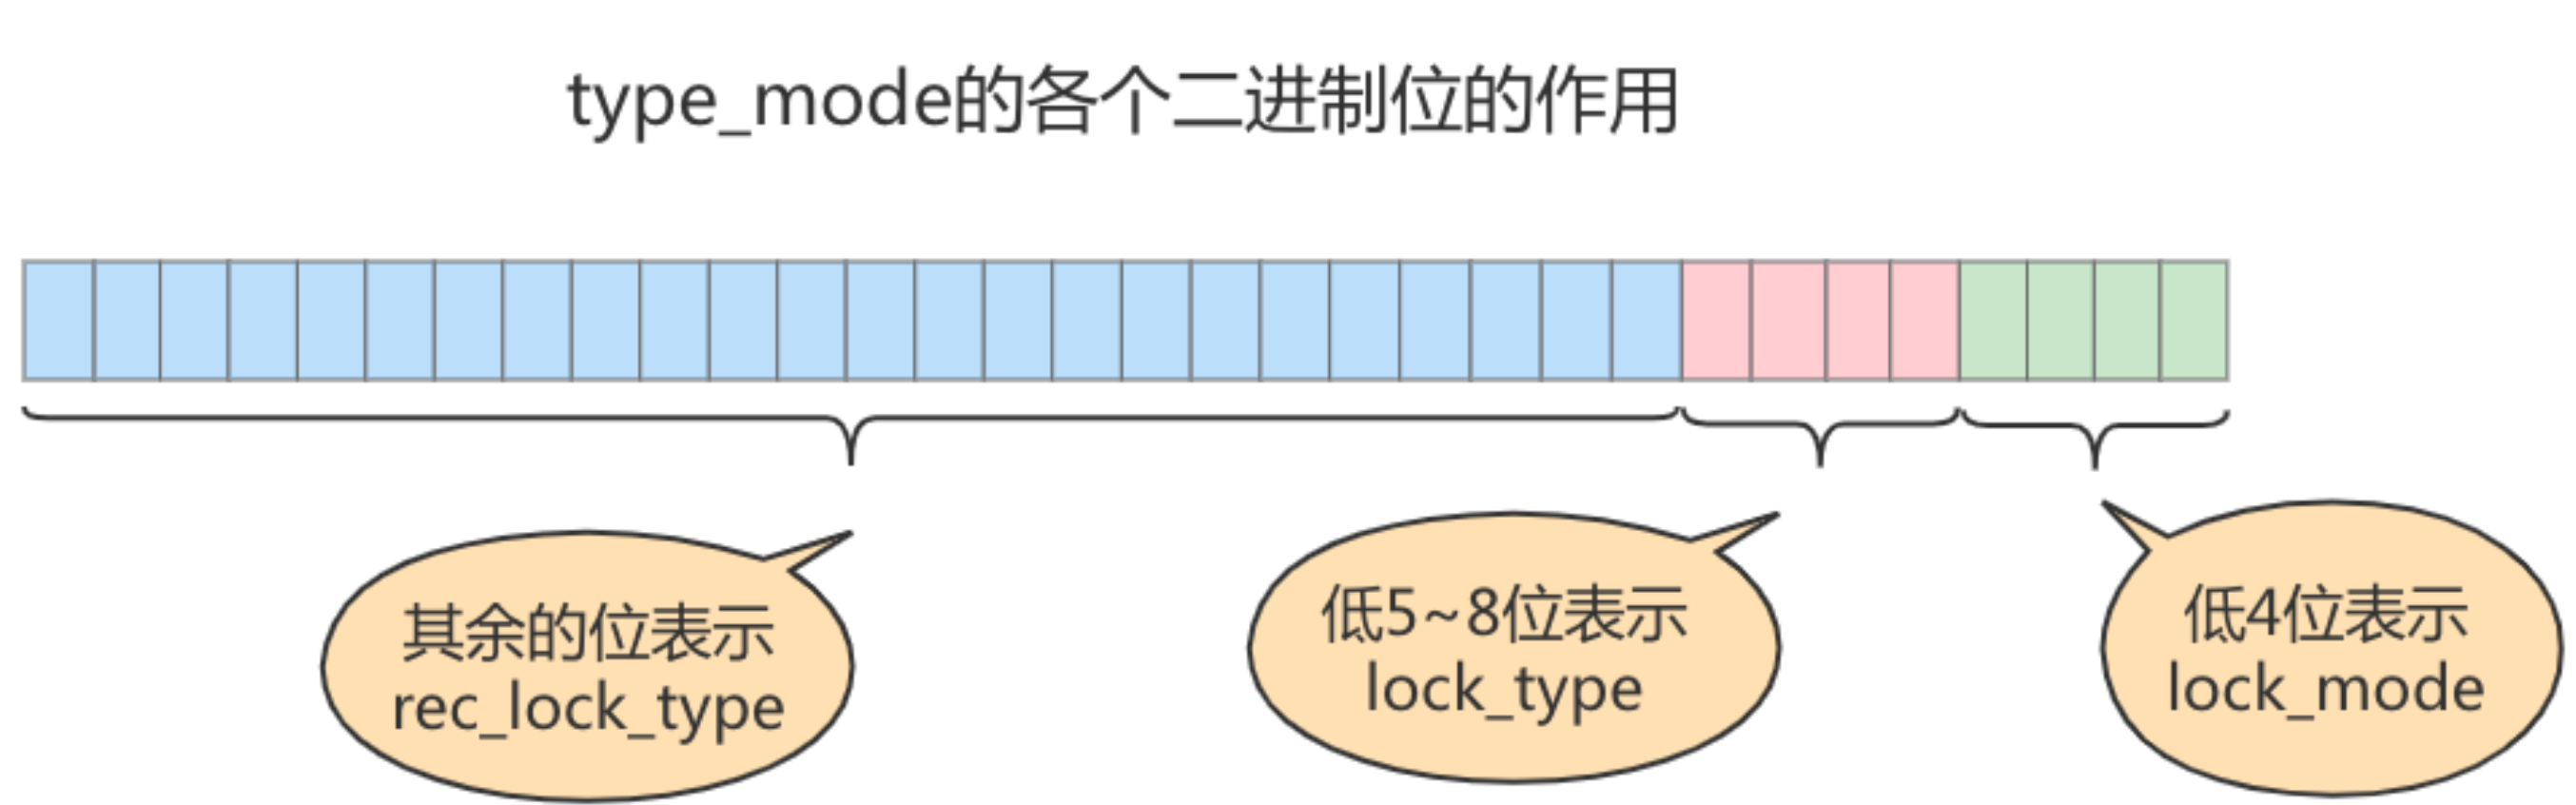 type_mode的各个二进制位的作用
其余的位表示
rec_lock_type
低5~8位表示
lock_type
低4位表示
lock_mode